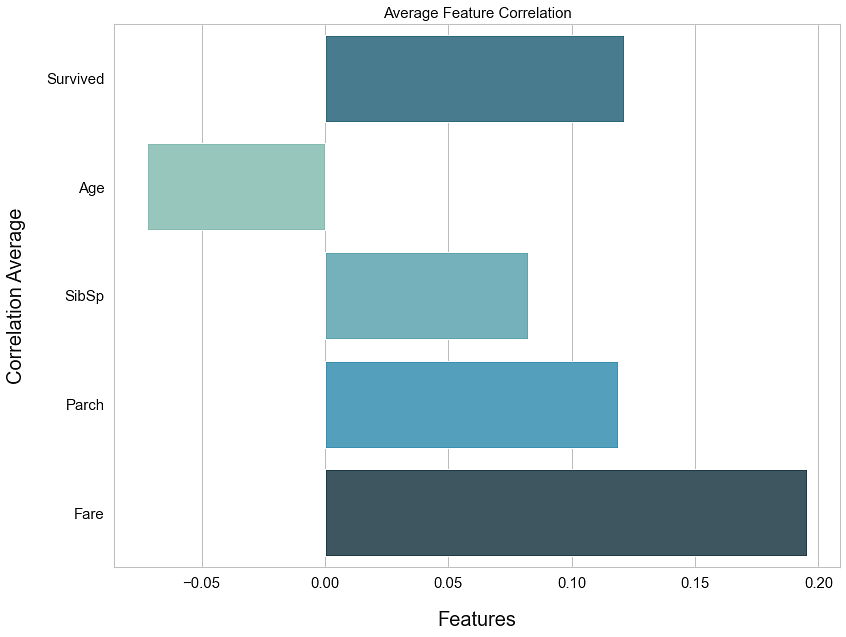 Average Feature Correlation
Survived
Age
SibSp
Parch
Fare
Correlation Average
−0.05 0.00 0.05 0.10 0.15 0.20
Features